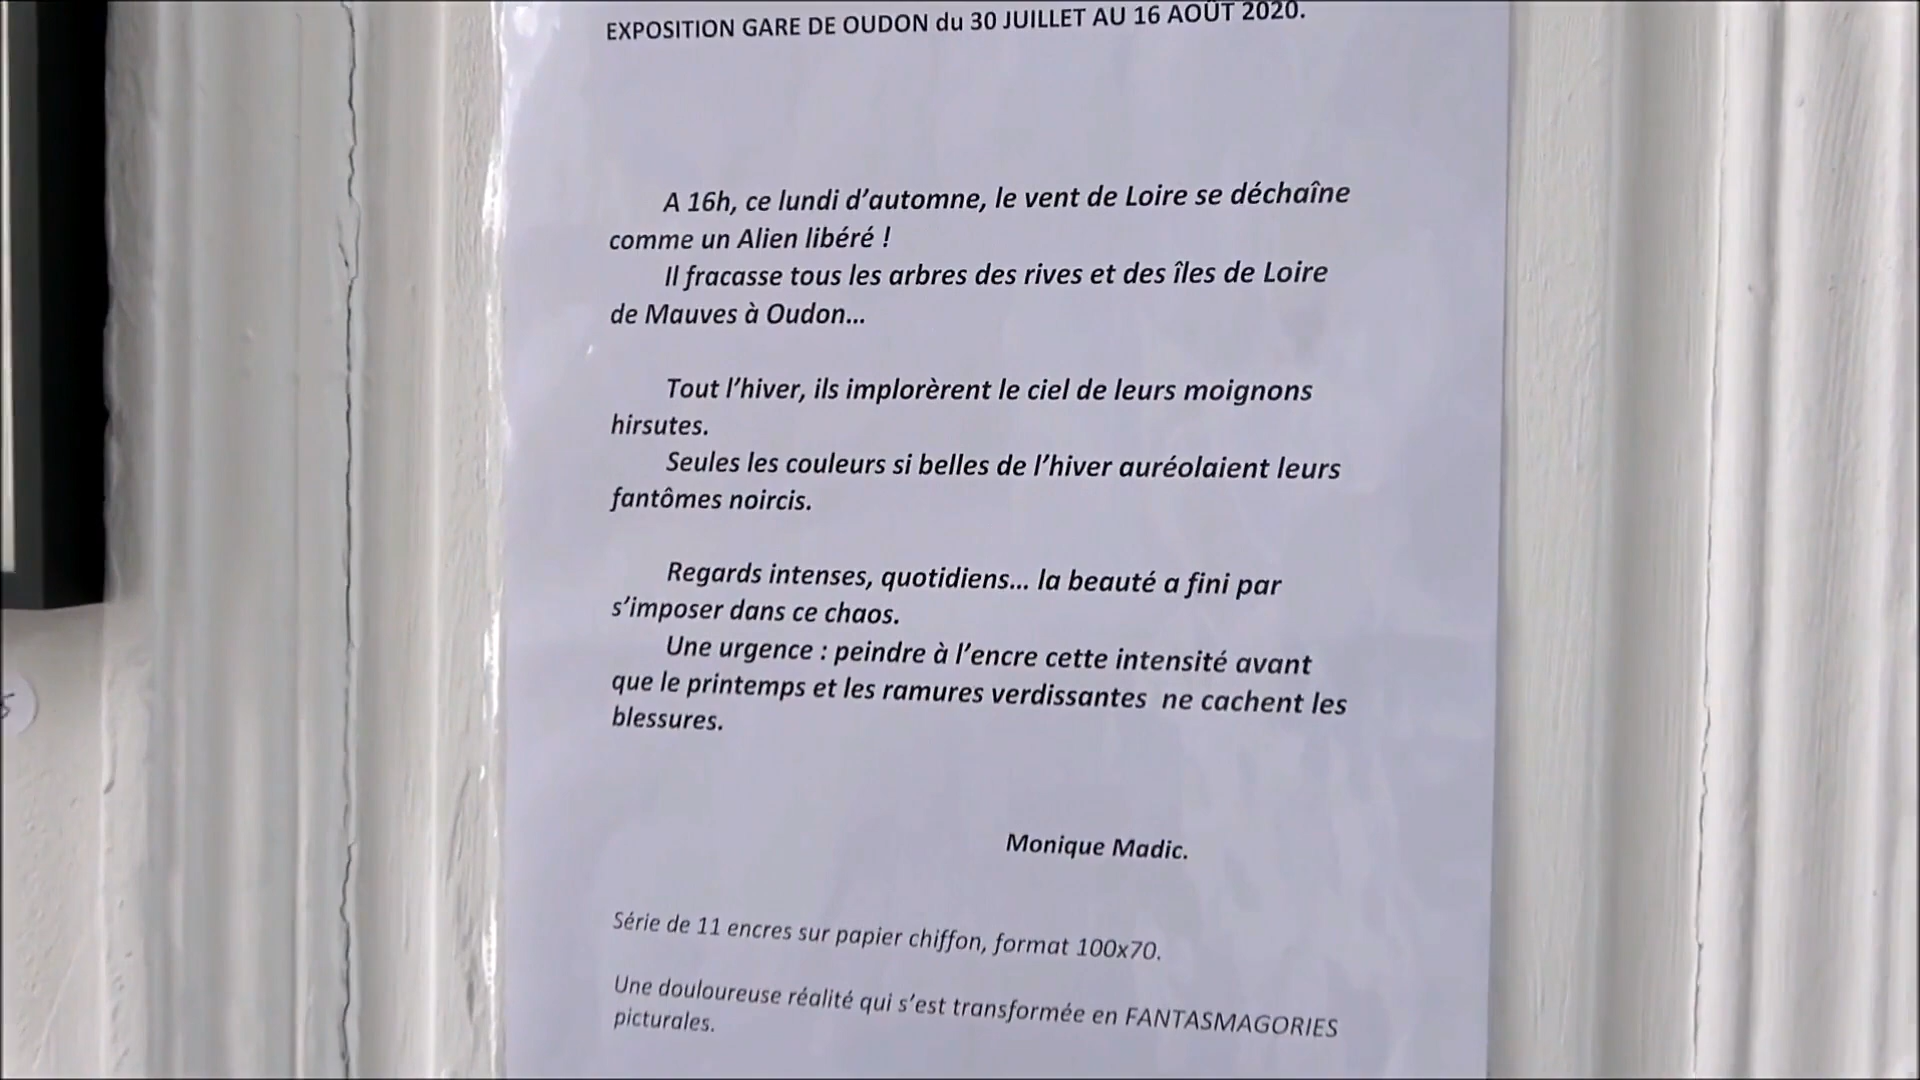 EXPOSITION GARE DE OUDON du 30 JUILLET AU 16 AOÛT 2020.
A 16h, ce lundi d’automne, le vent de Loire se déchaîne
comme un Alien libéré !
Il fracasse tous les arbres des rives et des îles de Loire
de Mauves à Oudon...
Tout l’hiver, ils implorèrent le ciel de leurs moignons
hirsutes.
Seules les couleurs si belles de l’hiver auréolaient leurs
fantômes noircis.
Regards intenses, quotidiens... la beauté a fini par
s’imposer dans ce chaos.
Une urgence : peindre à l’encre cette intensité avant
que le printemps et les ramures verdissantes  ne cachent les
blessures.
Monique Madic.
Série de 11 encres sur papier chiffon, format 100x70.
Une douloureuse réalité qui s’est transformée en FANTASMAGORIES
picturales.